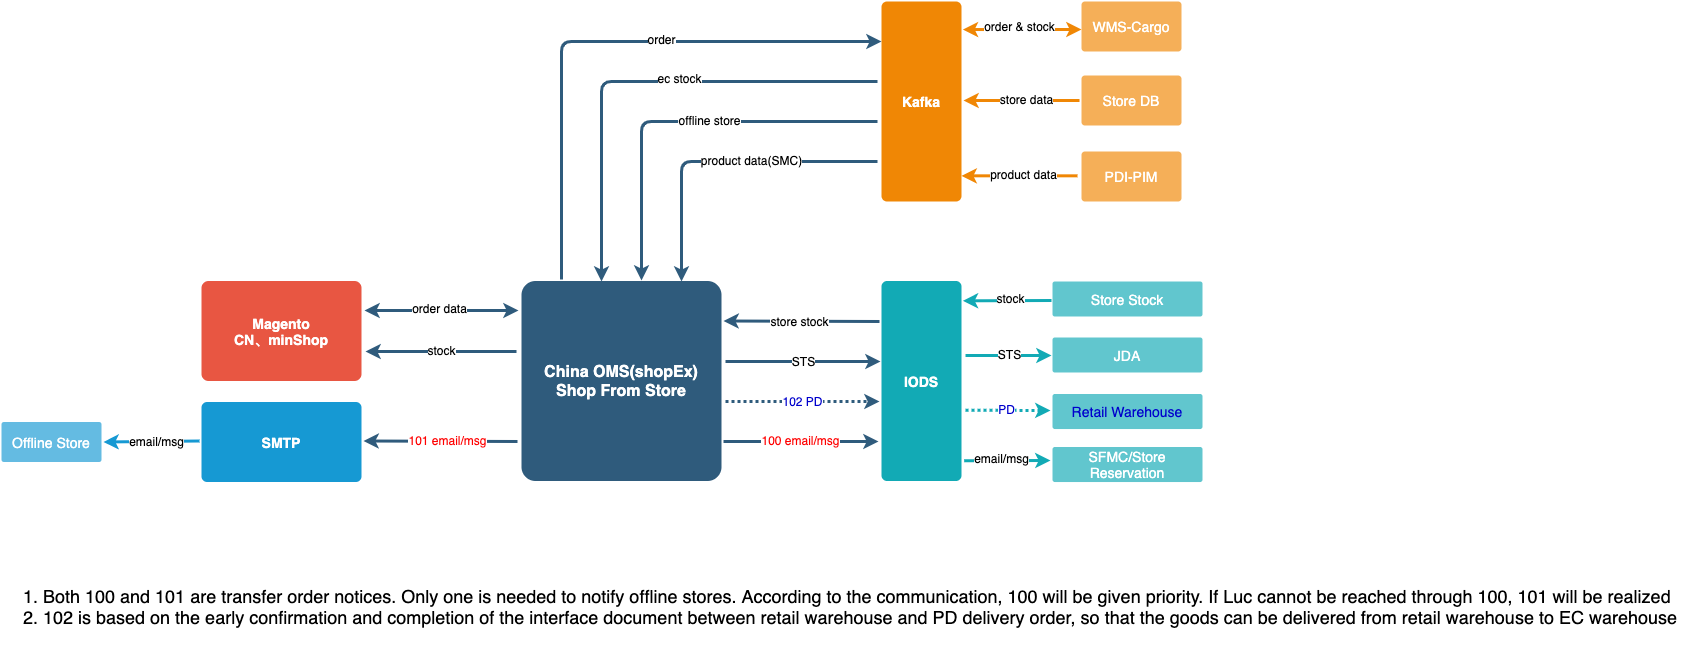 order
order & stock
WMS-Cargo
ec stock
Kafka
store data
Store DB
offline store
product data(SMC)
product data
PDI-PIM
Magento
CN、minShop
order data
stock
China OMS(shopEx)
Shop From Store
store stock
STS
102 PD
100 email/msg
IODS
stock
Store Stock
STS
JDA
PD
Retail Warehouse
email/msg
SFMC/Store
Reservation
Offline Store
email/msg
SMTP
101 email/msg
1. Both 100 and 101 are transfer order notices. Only one is needed to notify offline stores. According to the communication, 100 will be given priority. If Luc cannot be reached through 100, 101 will be realized
2. 102 is based on the early confirmation and completion of the interface document between retail warehouse and PD delivery order, so that the goods can be delivered from retail warehouse to EC warehouse